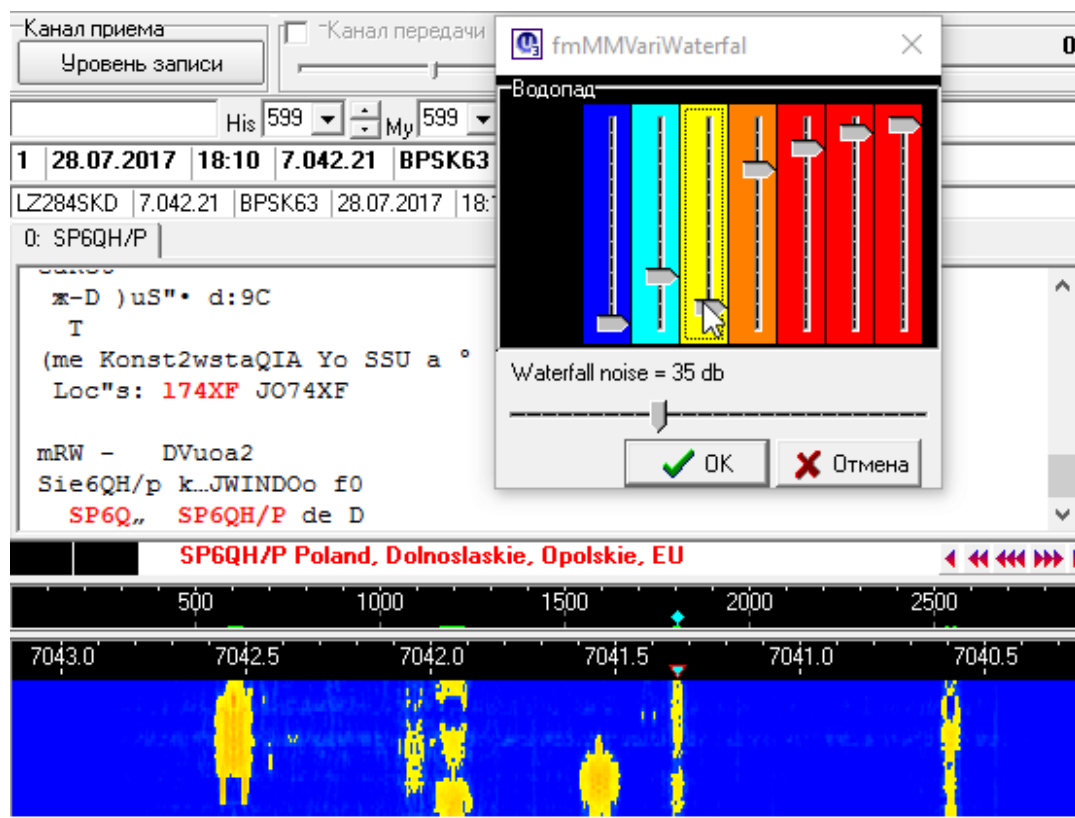 Канал приема
Канал передачи
fmMMVariWaterfal
Уровень записи
0
Водопад
His 599 My 599
1 28.07.2017 18:10 7.042.21 BPSK63
LZ284SKD 7.042.21 BPSK63 28.07.2017 18:
0: SP6QH/P
ж-D )uS"• d:9C
T
(me Konst2wstaQIA Yo SSU a °
Loc"s: l74XF JO74XF
mRW - DVuoa2
Sie6QH/p k…JWINDOo f0
SP6Q„ SP6QH/P de D
Waterfall noise = 35 db
OK
Отмена
SP6QH/P Poland, Dolnoslaskie, Opolskie, EU
500 1000 1500 2000 2500
7043.0 7042.5 7042.0 7041.5 7041.0 7040.5